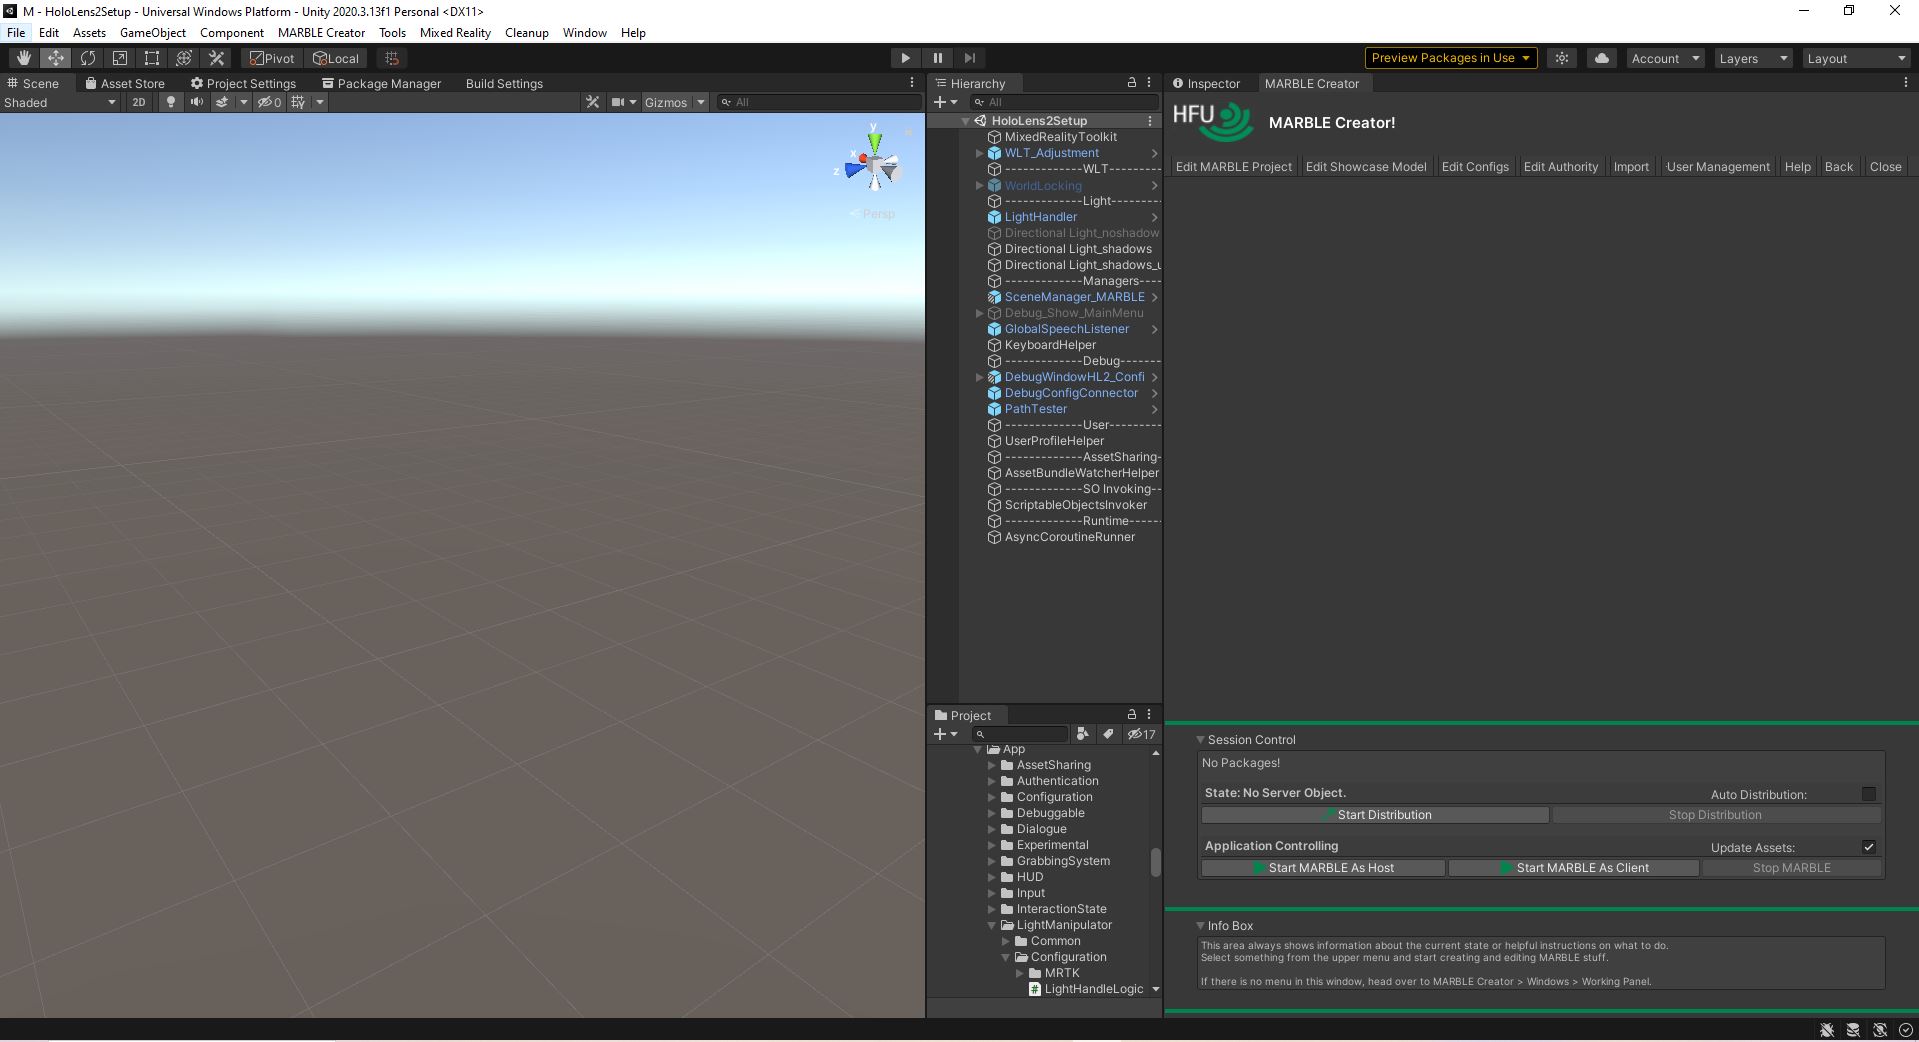 M - HoloLens2Setup - Universal Windows Platform - Unity 2020.3.13f1 Personal <DX11>
File Edit Assets GameObject Component MARBLE Creator Tools Mixed Reality Cleanup Window Help
Pivot Local Preview Packages in Use Account Layers Layout
Scene Asset Store Project Settings Package Manager Build Settings
Shaded 2D 0 Gizmos All
y
x
z
Persp
Hierarchy
All
HoloLens2Setup
MixedRealityToolkit
WLT_Adjustment
-------------WLT---------
WorldLocking
-------------Light---------
LightHandler
Directional Light_noshadow
Directional Light_shadows
Directional Light_shadows_u
-------------Managers----
SceneManager_MARBLE
Debug_Show_MainMenu
GlobalSpeechListener
KeyboardHelper
-------------Debug-------
DebugWindowHL2_Confi
DebugConfigConnector
PathTester
-------------User---------
UserProfileHelper
-------------AssetSharing-
AssetBundleWatcherHelper
-------------SO Invoking--
ScriptableObjectsInvoker
-------------Runtime-----
AsyncCoroutineRunner
Project
17
App
AssetSharing
Authentication
Configuration
Debuggable
Dialogue
Experimental
GrabbingSystem
HUD
Input
InteractionState
LightManipulator
Common
Configuration
MRTK
# LightHandleLogic
Inspector MARBLE Creator
HFU MARBLE Creator!
Edit MARBLE Project Edit Showcase Model Edit Configs Edit Authority Import User Management Help Back Close
Session Control
No Packages!
State: No Server Object. Auto Distribution:
Start Distribution Stop Distribution
Application Controlling Update Assets:
Start MARBLE As Host Start MARBLE As Client Stop MARBLE
Info Box
This area always shows information about the current state or helpful instructions on what to do.
Select something from the upper menu and start creating and editing MARBLE stuff.
If there is no menu in this window, head over to MARBLE Creator > Windows > Working Panel.